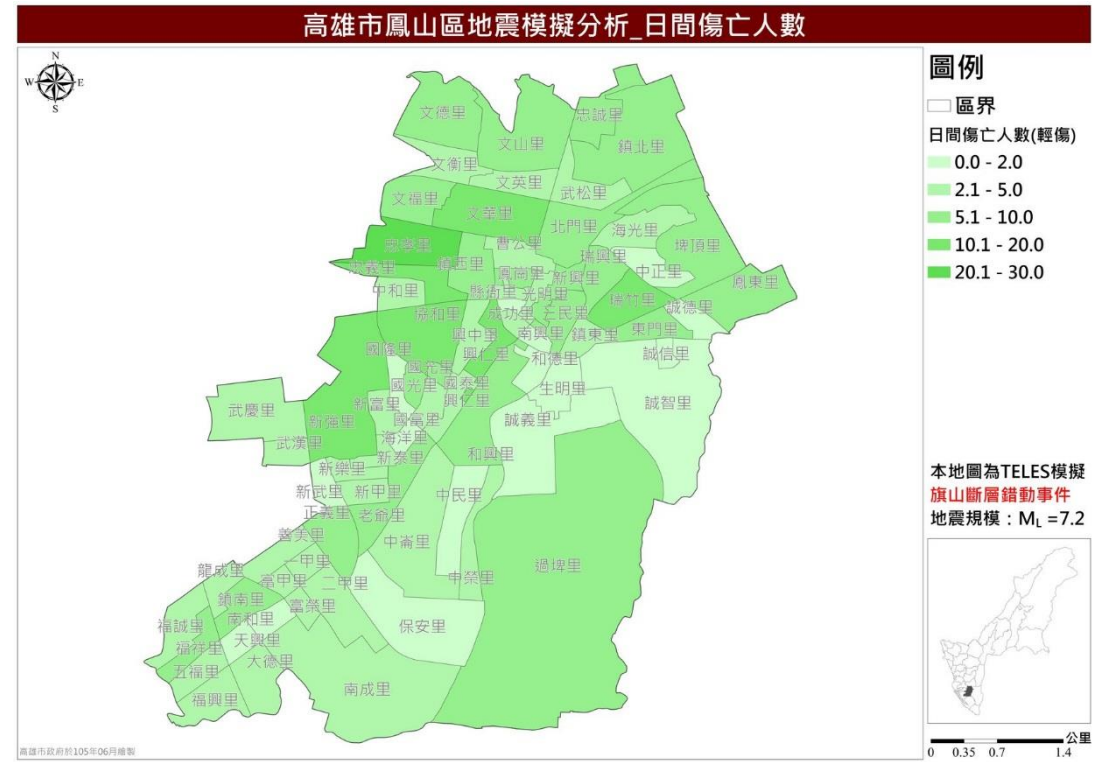 高雄市鳳山區地震模擬分析_日間傷亡人數
N
W
E
S
文德里
忠誠里
文山里
鎮北里
文衡里
文英里
武松里
文福里
文華里
北門里
海光里
忠孝里
曹公里
埤頂里
瑞興里
忠義里
鎮西里
鳳崗里
新興里
中正里
鳳東里
中和里
縣衙里
光明里
瑞竹里
誠德里
協和里
成功里
三民里
東門里
興中里
南興里
鎮東里
國隆里
興仁里
和德里
誠信里
國光里
國泰里
生明里
新富里
興仁里
誠智里
武慶里
新強里
國富里
誠義里
武漢里
海洋里
新泰里
和興里
新樂里
新武里
新甲里
中民里
正義里
老爺里
善美里
中崙里
一甲里
過埤里
龍成里
富甲里
二甲里
中榮里
鎮南里
富榮里
福誠里
南和里
保安里
天興里
福祥里
大德里
五福里
南成里
福興里
高雄市政府於105年06月繪製
圖例
區界
日間傷亡人數(輕傷)
0.0 - 2.0
2.1 - 5.0
5.1 - 10.0
10.1 - 20.0
20.1 - 30.0
本地圖為TELES模擬
旗山斷層錯動事件
地震規模：ML =7.2
公里
0 0.35 0.7 1.4